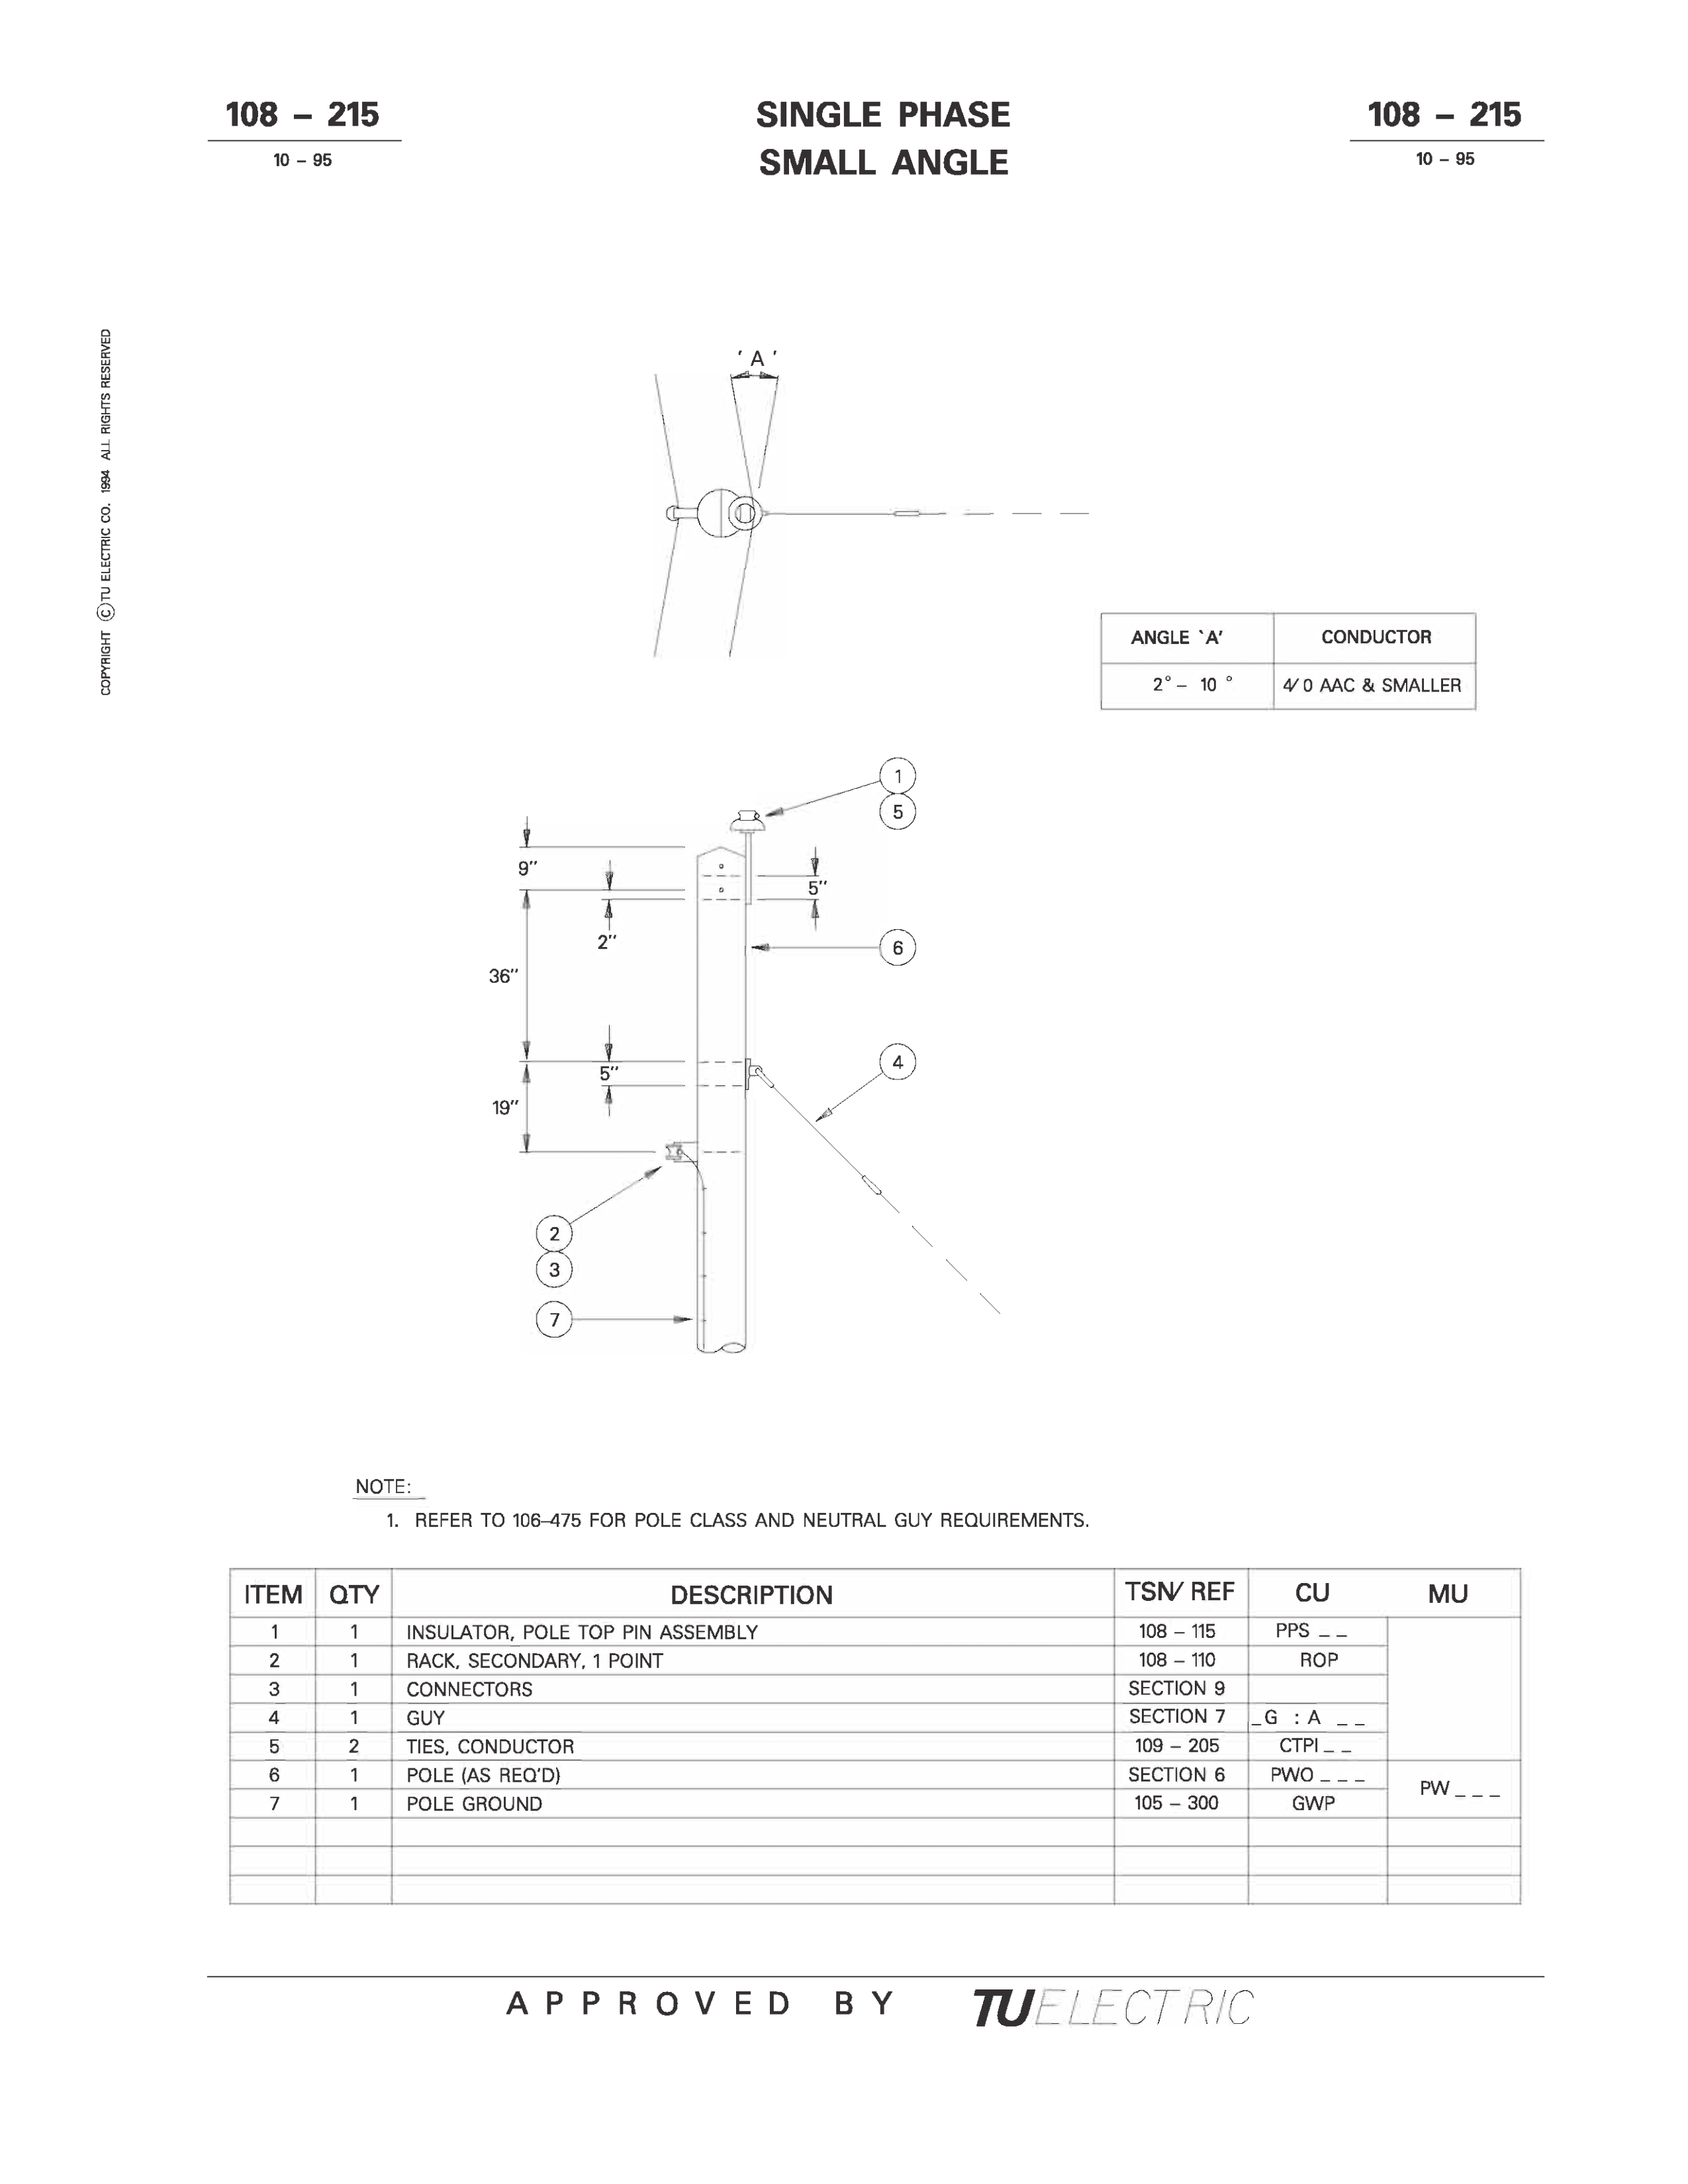 108 – 215
SINGLE PHASE
108 – 215
10 – 95
SMALL ANGLE
10 – 95
COPYRIGHT © TU ELECTRIC CO. 1994 ALL RIGHTS RESERVED
' A '
ANGLE `A' CONDUCTOR
2° – 10 ° 4/0 AAC & SMALLER
1
5
9"
5"
2"
6
36"
4
5"
19"
2
3
7
NOTE:
1. REFER TO 106–475 FOR POLE CLASS AND NEUTRAL GUY REQUIREMENTS.
ITEM QTY DESCRIPTION TSN/ REF CU MU
1 1 INSULATOR, POLE TOP PIN ASSEMBLY 108 – 115 PPS _ _
2 1 RACK, SECONDARY, 1 POINT 108 – 110 ROP
3 1 CONNECTORS SECTION 9
4 1 GUY SECTION 7 _G : A _ _
5 2 TIES, CONDUCTOR 109 – 205 CTPI _ _
6 1 POLE (AS REQ'D) SECTION 6 PWO _ _ _
PW _ _ _
7 1 POLE GROUND 105 – 300 GWP
APPROVED BY TU ELECTRIC